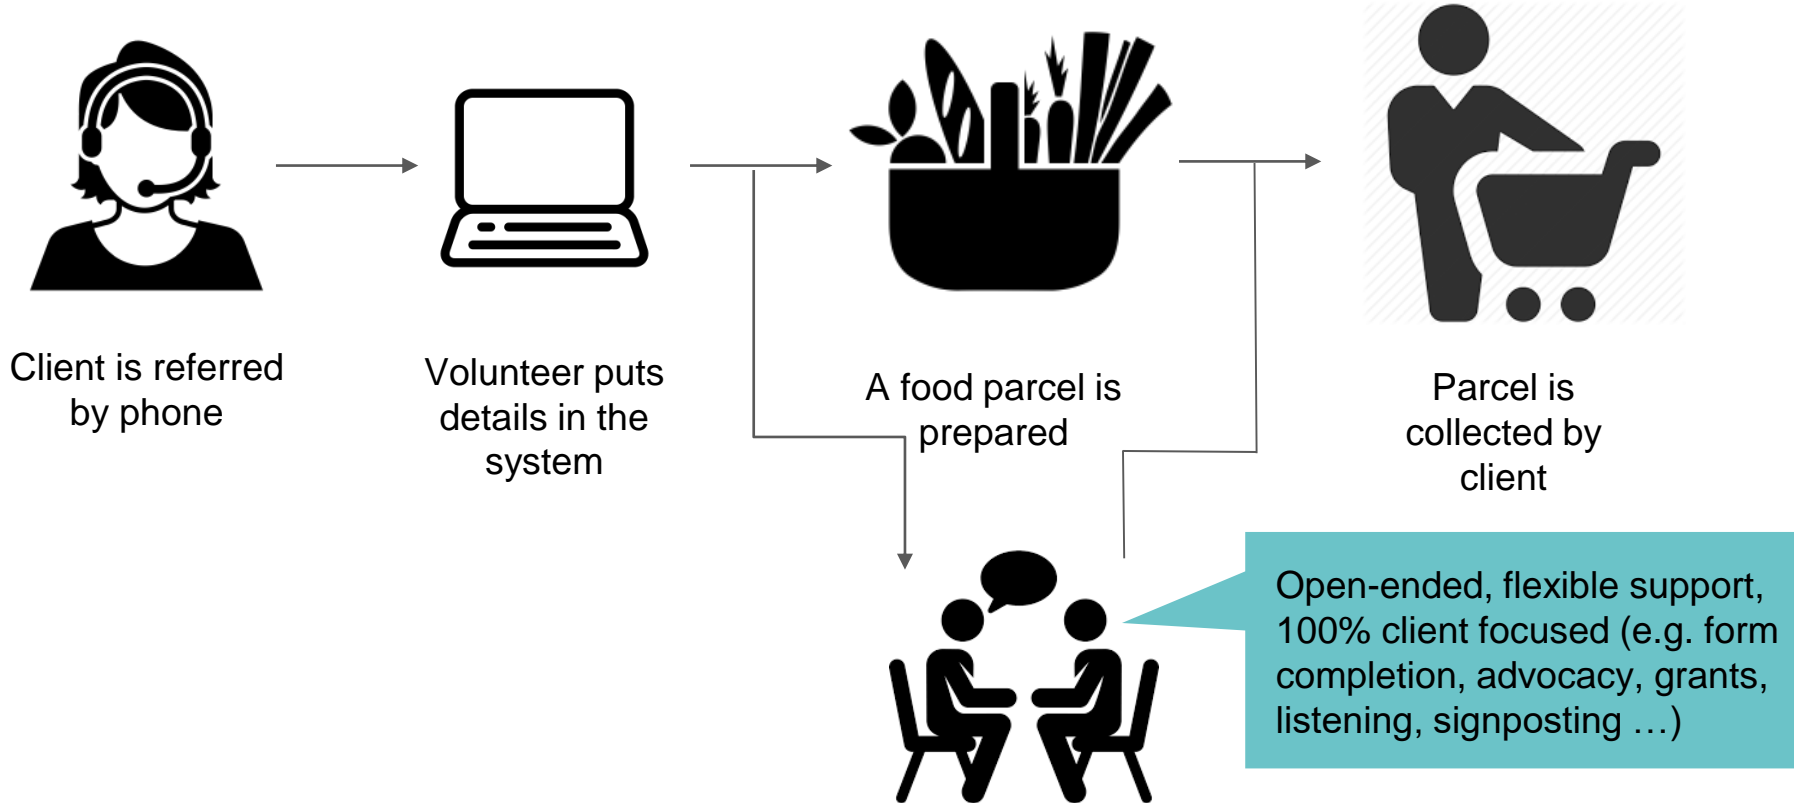 Client is referred
by phone
Volunteer puts
details in the
system
A food parcel is
prepared
Parcel is
collected by
client
Open-ended, flexible support,
100% client focused (e.g. form
completion, advocacy, grants,
listening, signposting …)